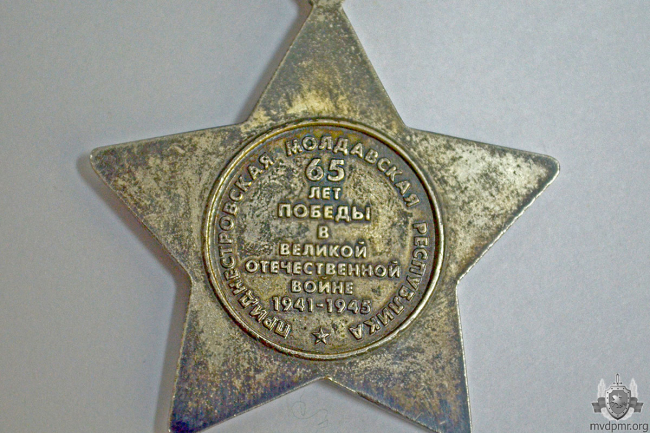 ПРИДНЕСТРОВСКАЯ МОЛДАВСКАЯ РЕСПУБЛИКА
65
ЛЕТ
ПОБЕДЫ
В
ВЕЛИКОЙ
ОТЕЧЕСТВЕННОЙ
ВОЙНЕ
1941-1945
mvdpmr.org